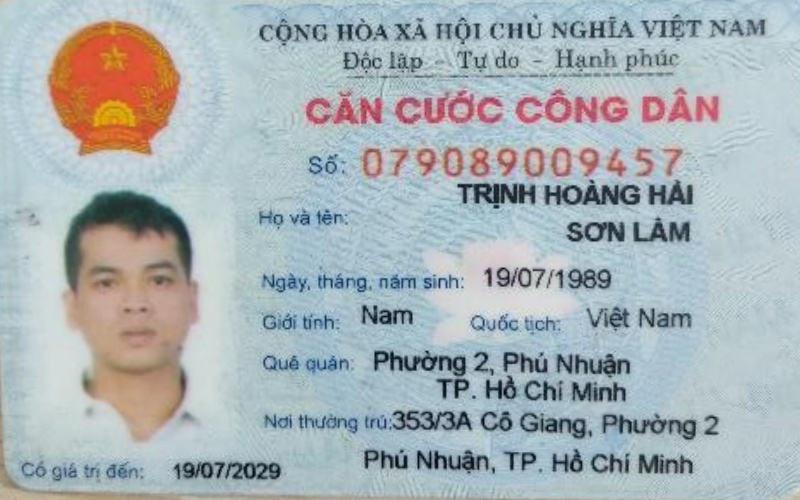 CỘNG HÒA XÃ HỘI CHỦ NGHĨA VIỆT NAM
Độc lập - Tự do - Hạnh phúc
CĂN CƯỚC CÔNG DÂN
Số: 079089009457
Họ và tên: TRỊNH HOÀNG HẢI
SƠN LÂM
Ngày, tháng, năm sinh: 19/07/1989
Giới tính: Nam Quốc tịch: Việt Nam
Quê quán: Phường 2, Phú Nhuận
TP. Hồ Chí Minh
Nơi thường trú: 353/3A Cô Giang, Phường 2
Phú Nhuận, TP. Hồ Chí Minh
Có giá trị đến: 19/07/2029